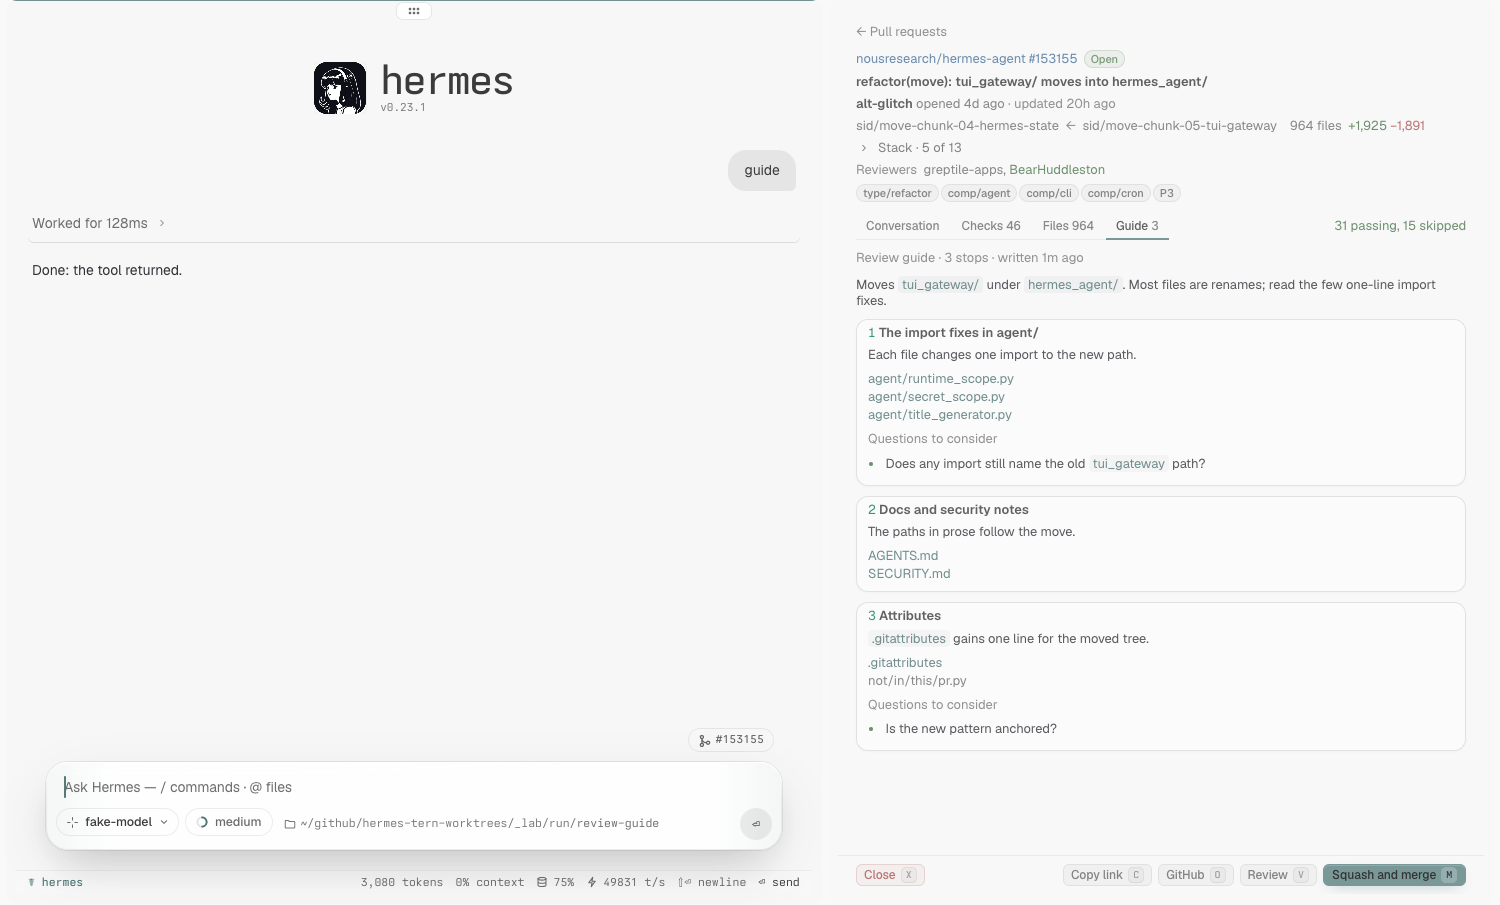 hermes
v0.23.1
guide
Worked for 128ms ›
Done: the tool returned.
#153155
Ask Hermes — / commands · @ files
fake-model
medium
~/github/hermes-tern-worktrees/_lab/run/review-guide
hermes
3,080 tokens 0% context 75% 49831 t/s ⇧⏎ newline ⏎ send
← Pull requests
nousresearch/hermes-agent #153155 Open
refactor(move): tui_gateway/ moves into hermes_agent/
alt-glitch opened 4d ago · updated 20h ago
sid/move-chunk-04-hermes-state ← sid/move-chunk-05-tui-gateway 964 files +1,925 −1,891
› Stack · 5 of 13
Reviewers greptile-apps, BearHuddleston
type/refactor comp/agent comp/cli comp/cron P3
Conversation Checks 46 Files 964 Guide 3 31 passing, 15 skipped
Review guide · 3 stops · written 1m ago
Moves tui_gateway/ under hermes_agent/. Most files are renames; read the few one-line import
fixes.
1 The import fixes in agent/
Each file changes one import to the new path.
agent/runtime_scope.py
agent/secret_scope.py
agent/title_generator.py
Questions to consider
• Does any import still name the old tui_gateway path?
2 Docs and security notes
The paths in prose follow the move.
AGENTS.md
SECURITY.md
3 Attributes
.gitattributes gains one line for the moved tree.
.gitattributes
not/in/this/pr.py
Questions to consider
• Is the new pattern anchored?
Close X Copy link C GitHub O Review V Squash and merge M